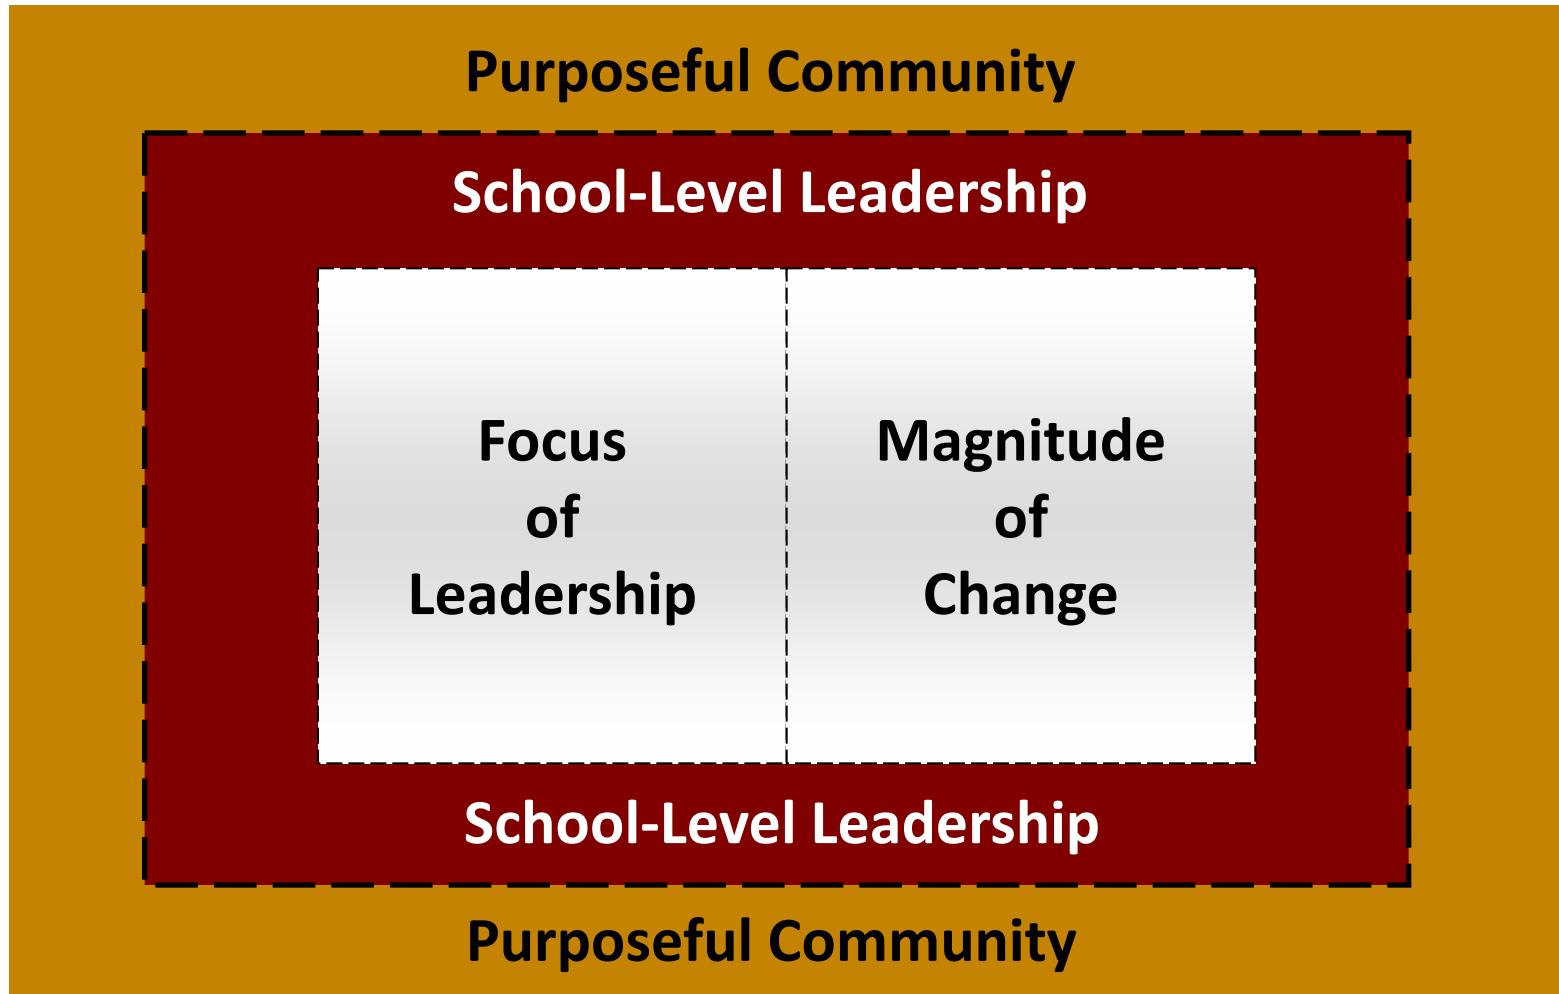 Purposeful Community
School-Level Leadership
Focus
of
Leadership
Magnitude
of
Change
School-Level Leadership
Purposeful Community